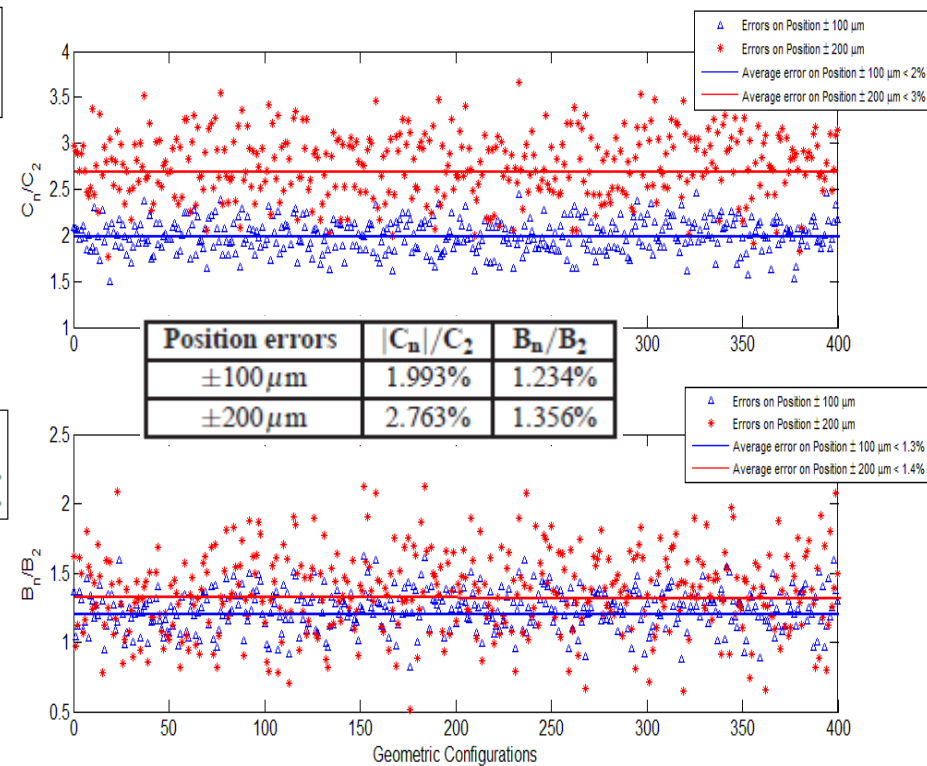 Errors on Position ± 100 µm
Errors on Position ± 200 µm
Average error on Position ± 100 µm < 2%
Average error on Position ± 200 µm < 3%
4
3.5
3
2.5
2
1.5
1
Cn/C2
0 300 350 400
Position errors |Cn|/C2 Bn/B2
±100 µm 1.993% 1.234%
±200 µm 2.763% 1.356%
Errors on Position ± 100 µm
Errors on Position ± 200 µm
Average error on Position ± 100 µm < 1.3%
Average error on Position ± 200 µm < 1.4%
2.5
2
1.5
1
0.5
Bn/B2
0 50 100 150 200 250 300 350 400
Geometric Configurations